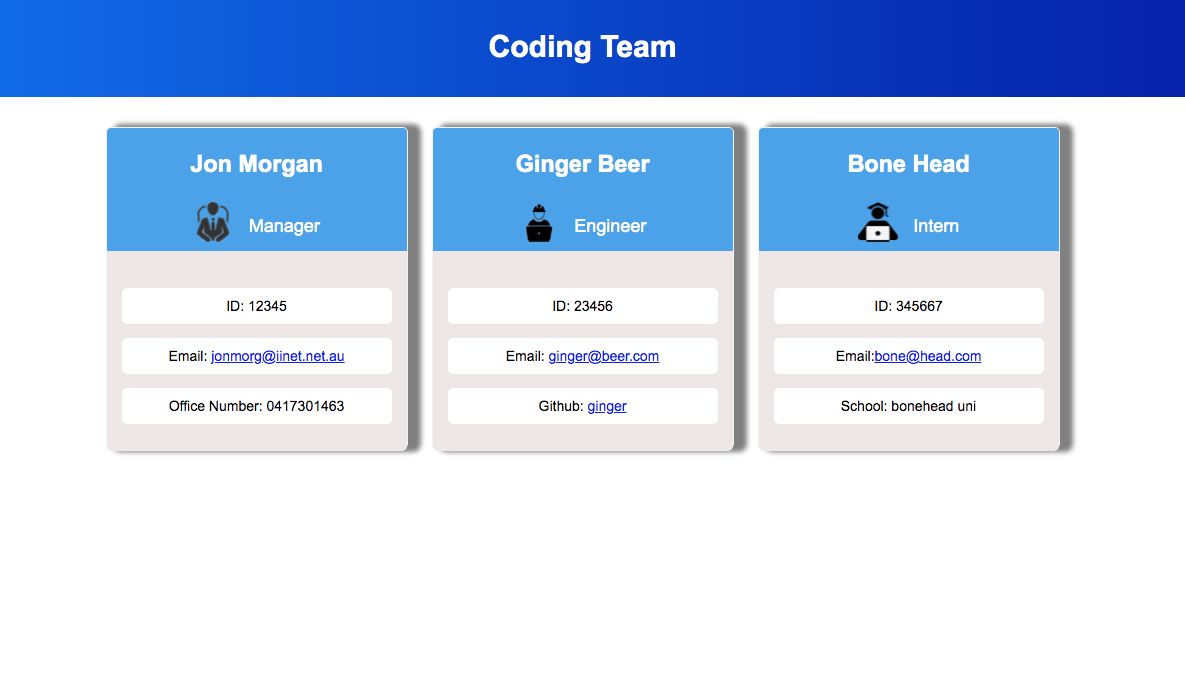 Coding Team
Jon Morgan
Manager
ID: 12345
Email: jonmorg@iinet.net.au
Office Number: 0417301463
Ginger Beer
Engineer
ID: 23456
Email: ginger@beer.com
Github: ginger
Bone Head
Intern
ID: 345667
Email:bone@head.com
School: bonehead uni